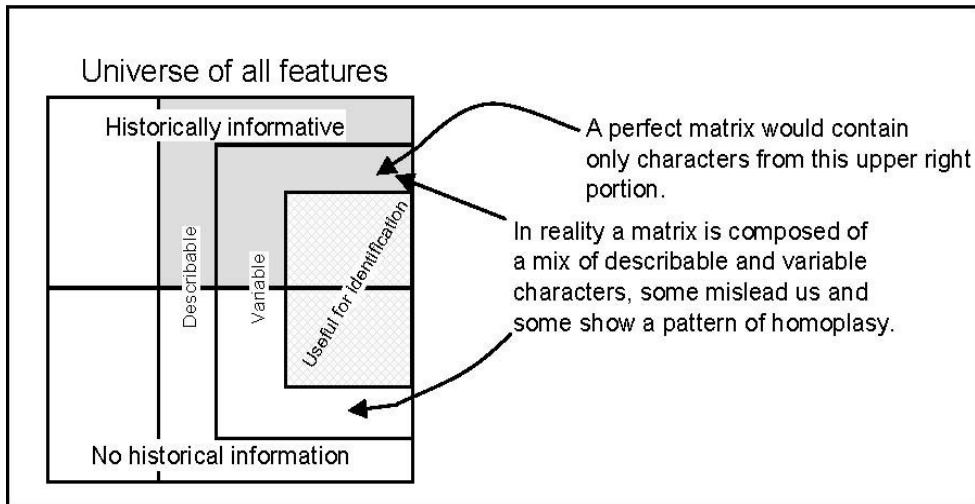 Universe of all features
Historically informative
A perfect matrix would contain
only characters from this upper right
portion.
In reality a matrix is composed of
a mix of describable and variable
characters, some mislead us and
some show a pattern of homoplasy.
Describable
Variable
Useful for identification
No historical information